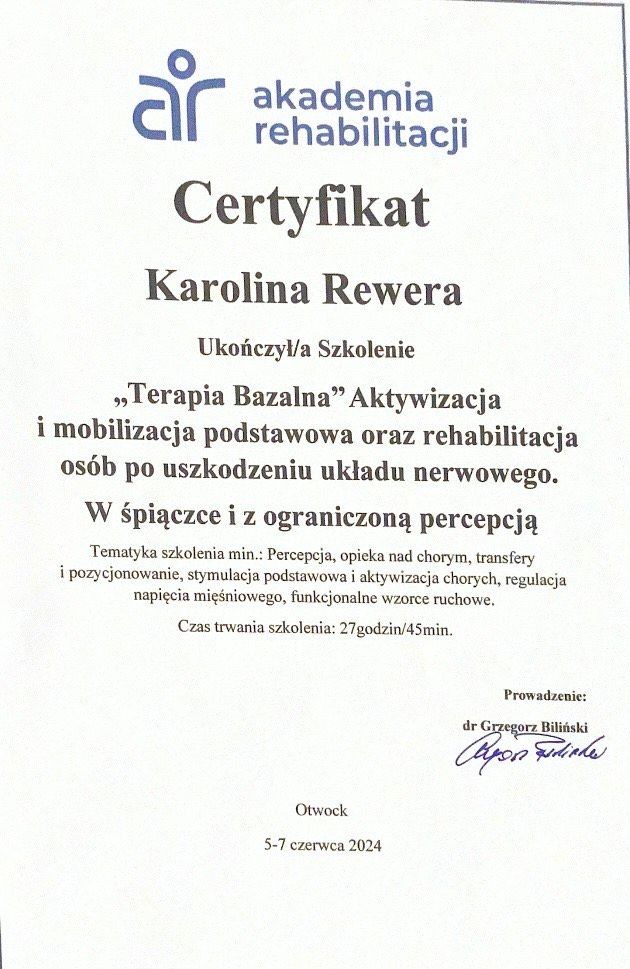 akademia
rehabilitacji
Certyfikat
Karolina Rewera
Ukończył/a Szkolenie
„Terapia Bazalna” Aktywizacja
i mobilizacja podstawowa oraz rehabilitacja
osób po uszkodzeniu układu nerwowego.
W śpiączce i z ograniczoną percepcją
Tematyka szkolenia min.: Percepcja, opieka nad chorym, transfery
i pozycjonowanie, stymulacja podstawowa i aktywizacja chorych, regulacja
napięcia mięśniowego, funkcjonalne wzorce ruchowe.
Czas trwania szkolenia: 27godzin/45min.
Prowadzenie:
dr Grzegorz Biliński
Otwock
5-7 czerwca 2024